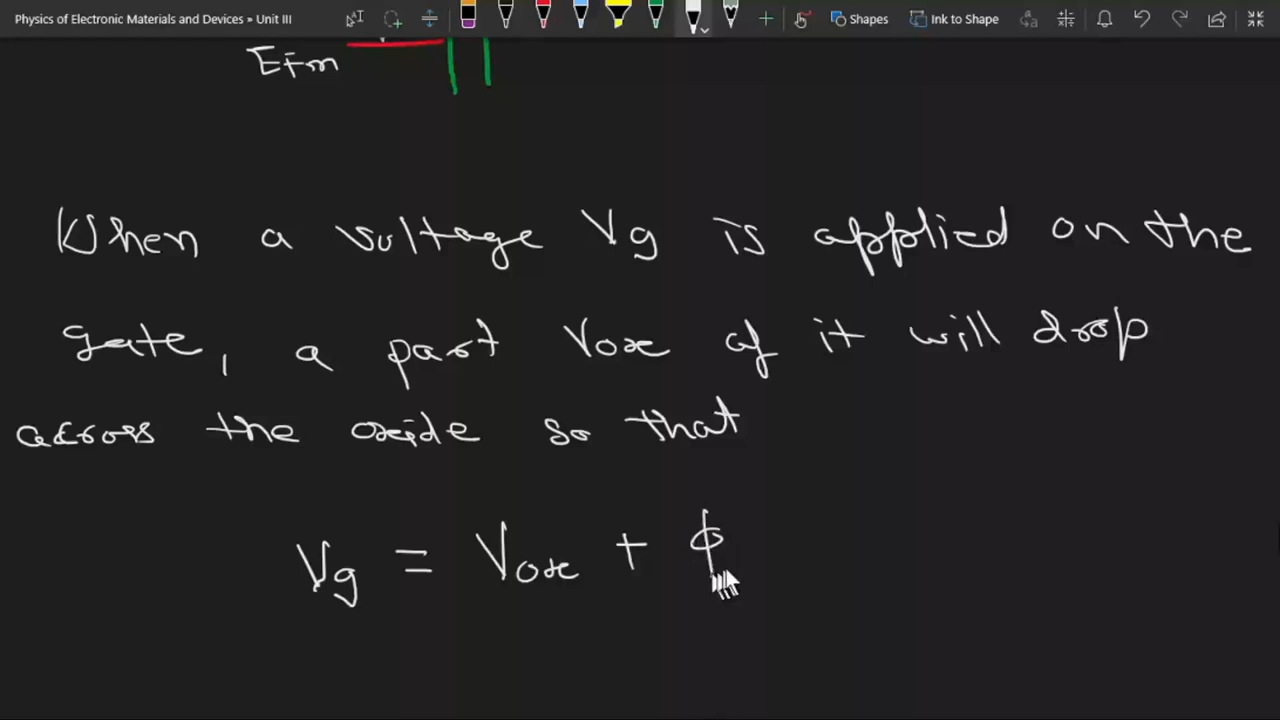 Physics of Electronic Materials and Devices » Unit III
Shapes
Ink to Shape
Efm
When a voltage Vg is applied on the
gate, a part Vox of it will drop
across the oxide so that
Vg = Vox + ϕ